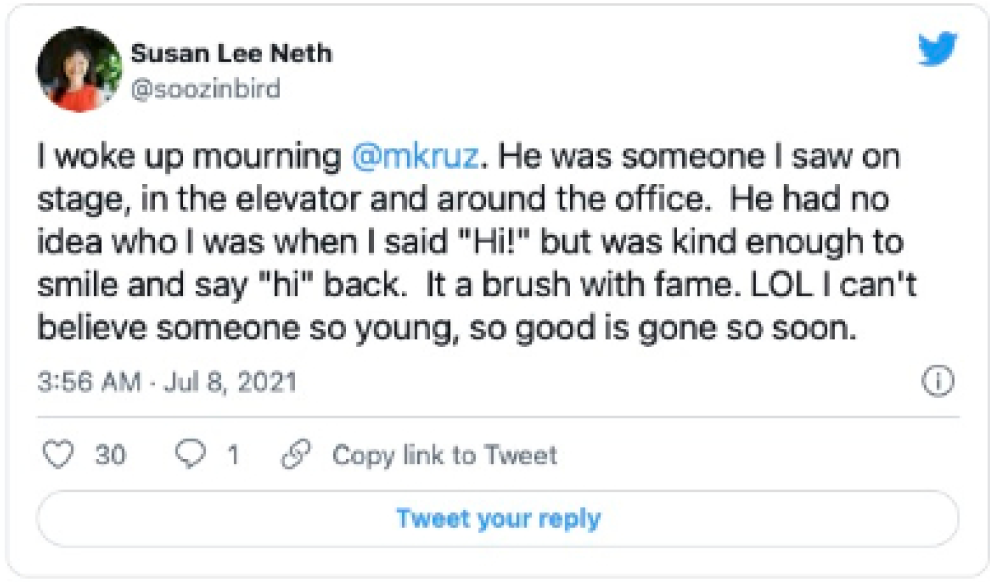 Susan Lee Neth
@soozinbird
I woke up mourning @mkruz. He was someone I saw on
stage, in the elevator and around the office.  He had no
idea who I was when I said "Hi!" but was kind enough to
smile and say "hi" back.  It a brush with fame. LOL I can't
believe someone so young, so good is gone so soon.
3:56 AM · Jul 8, 2021
30 1 Copy link to Tweet
Tweet your reply